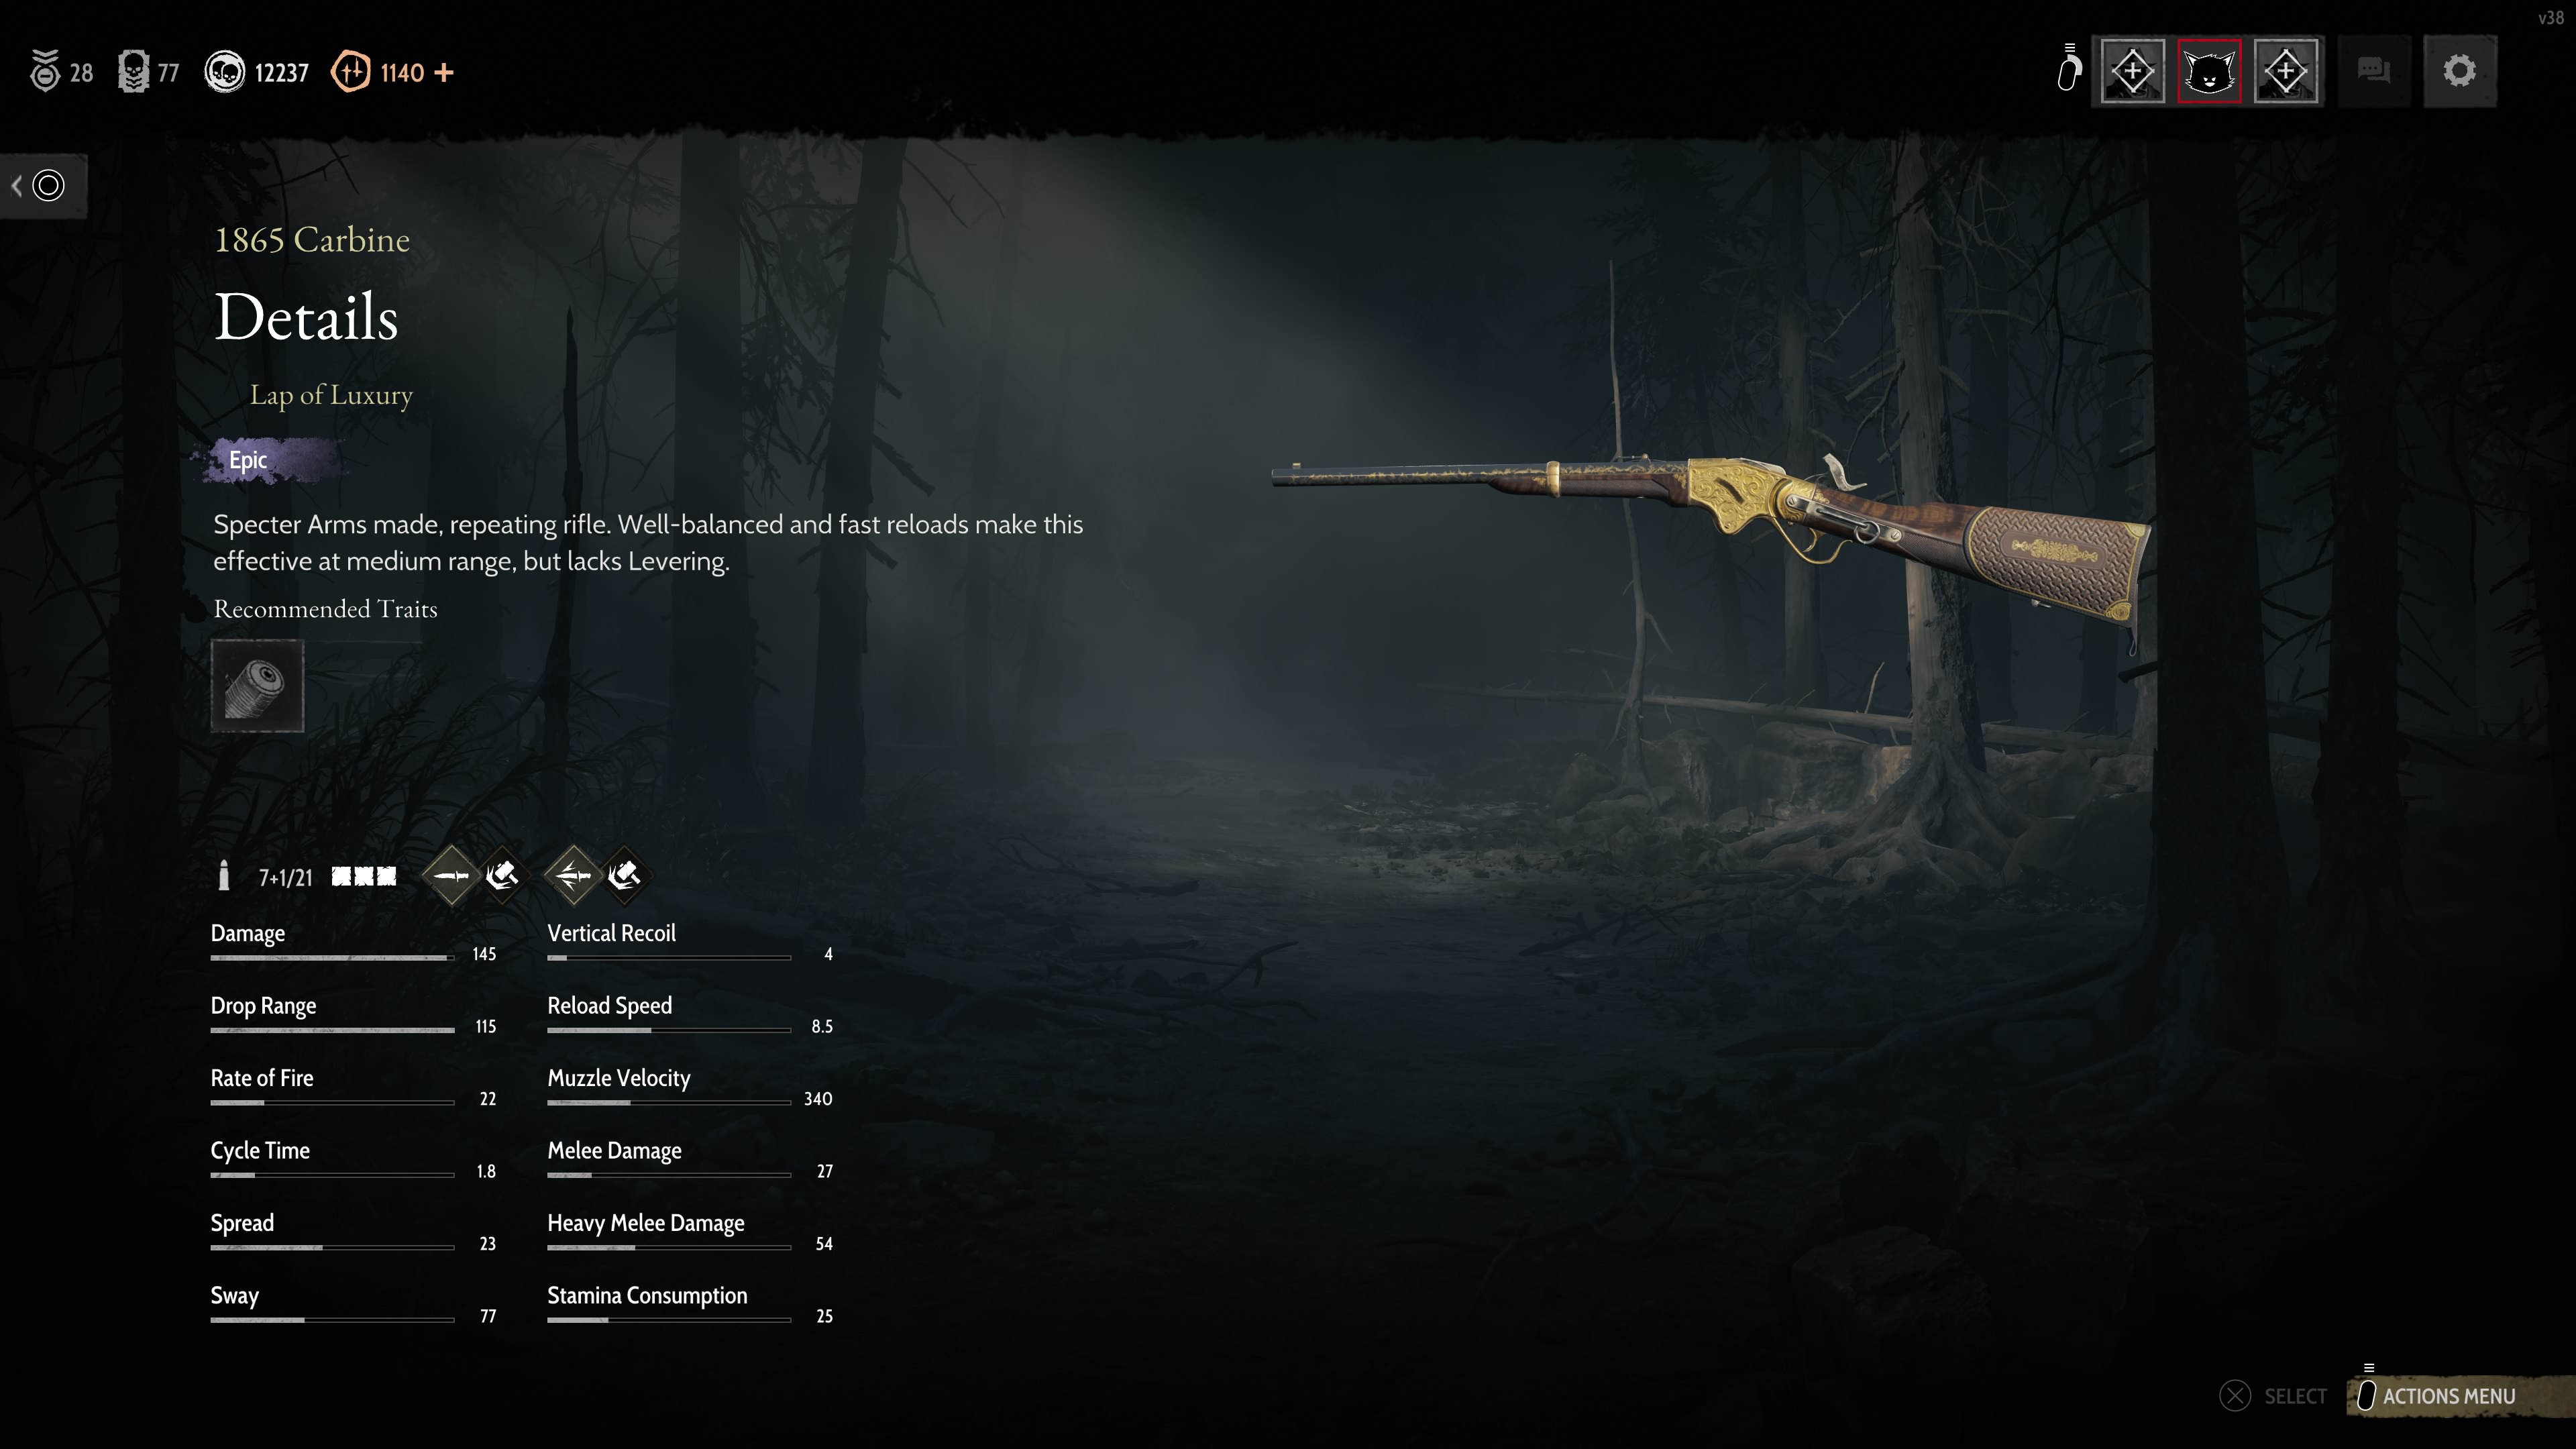 v38
28
77
12237
1140 +
1865 Carbine
Details
Lap of Luxury
Epic
Specter Arms made, repeating rifle. Well-balanced and fast reloads make this
effective at medium range, but lacks Levering.
Recommended Traits
7+1/21
Damage 145
Vertical Recoil 4
Drop Range 115
Reload Speed 8.5
Rate of Fire 22
Muzzle Velocity 340
Cycle Time 1.8
Melee Damage 27
Spread 23
Heavy Melee Damage 54
Sway 77
Stamina Consumption 25
SELECT
ACTIONS MENU